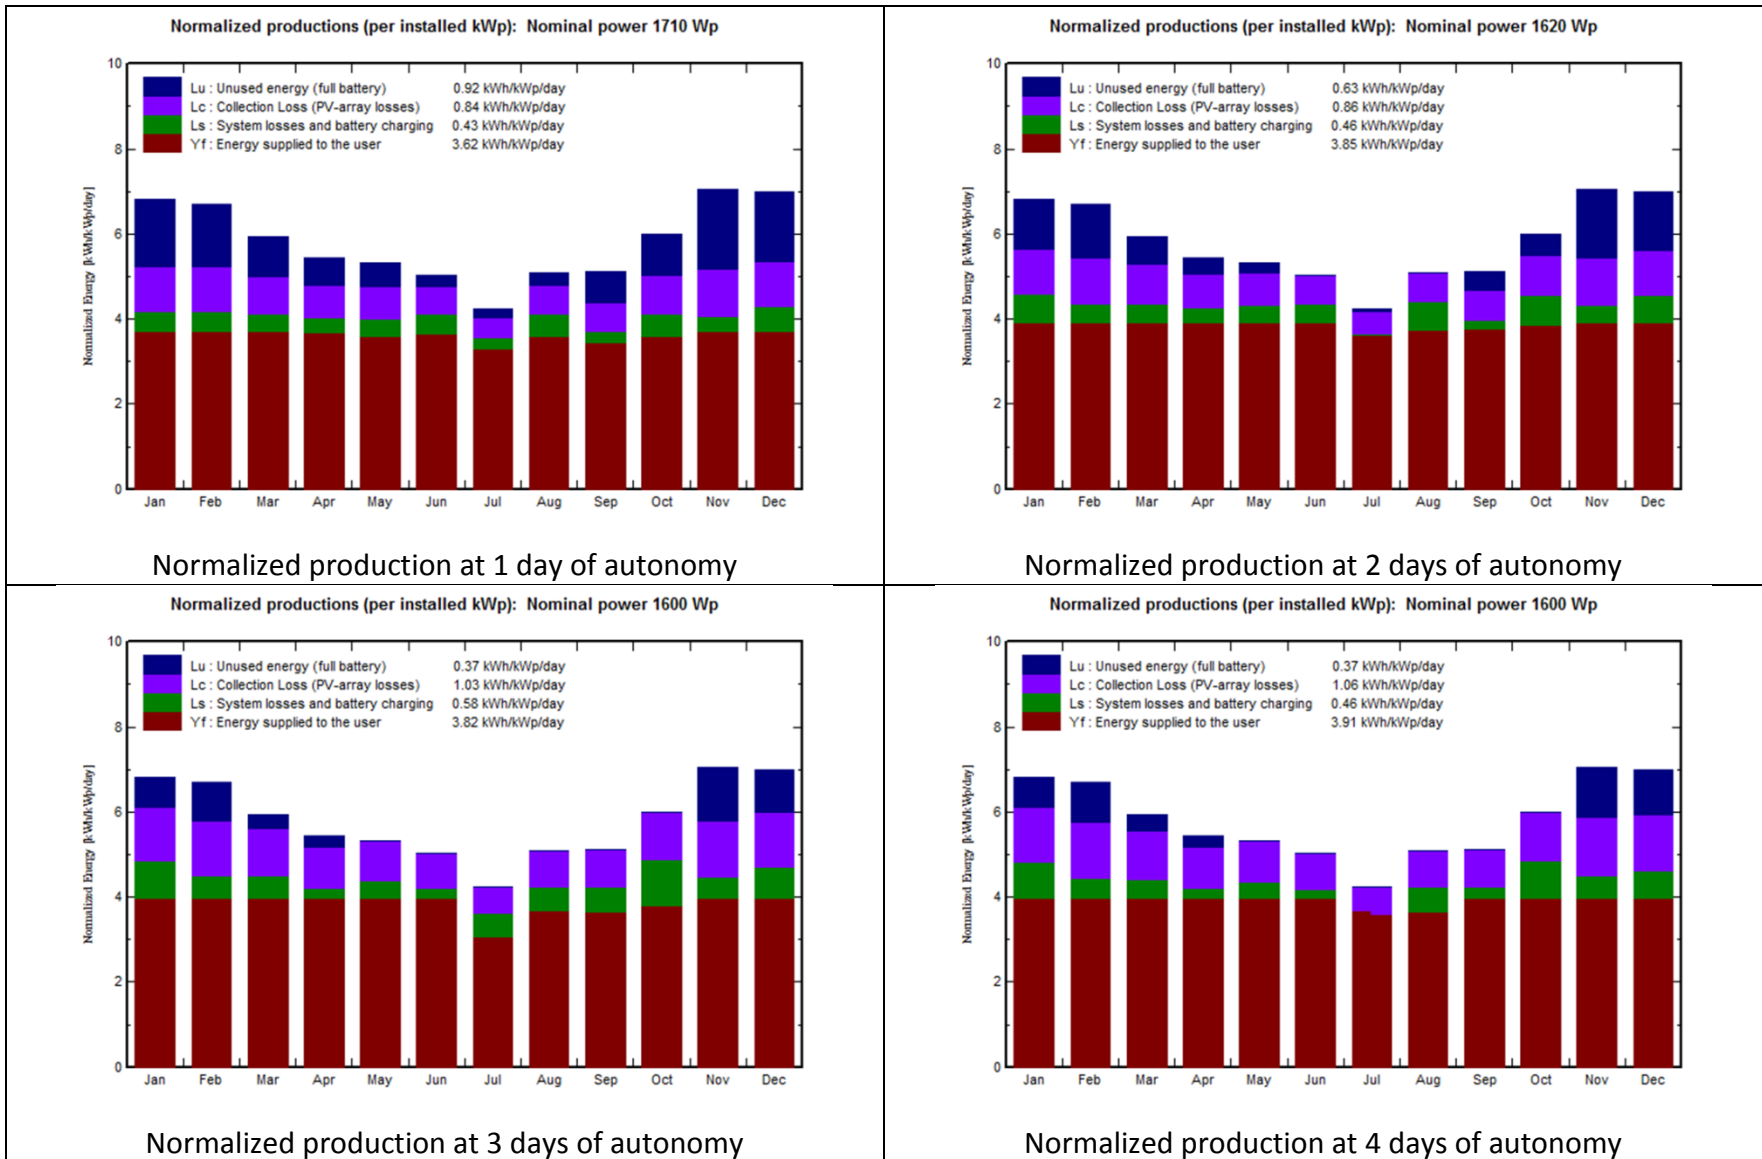 Normalized productions (per installed kWp):  Nominal power 1710 Wp
Normalized Energy [kWh/kWp/day]
10
8
6
4
2
0
Lu : Unused energy (full battery) 0.92 kWh/kWp/day
Lc : Collection Loss (PV-array losses) 0.84 kWh/kWp/day
Ls : System losses and battery charging 0.43 kWh/kWp/day
Yf : Energy supplied to the user 3.62 kWh/kWp/day
Jan Feb Mar Apr May Jun Jul Aug Sep Oct Nov Dec
Normalized production at 1 day of autonomy
Normalized productions (per installed kWp):  Nominal power 1620 Wp
Normalized Energy [kWh/kWp/day]
10
8
6
4
2
0
Lu : Unused energy (full battery) 0.63 kWh/kWp/day
Lc : Collection Loss (PV-array losses) 0.86 kWh/kWp/day
Ls : System losses and battery charging 0.46 kWh/kWp/day
Yf : Energy supplied to the user 3.85 kWh/kWp/day
Jan Feb Mar Apr May Jun Jul Aug Sep Oct Nov Dec
Normalized production at 2 days of autonomy
Normalized productions (per installed kWp):  Nominal power 1600 Wp
Normalized Energy [kWh/kWp/day]
10
8
6
4
2
0
Lu : Unused energy (full battery) 0.37 kWh/kWp/day
Lc : Collection Loss (PV-array losses) 1.03 kWh/kWp/day
Ls : System losses and battery charging 0.58 kWh/kWp/day
Yf : Energy supplied to the user 3.82 kWh/kWp/day
Jan Feb Mar Apr May Jun Jul Aug Sep Oct Nov Dec
Normalized production at 3 days of autonomy
Normalized productions (per installed kWp):  Nominal power 1600 Wp
Normalized Energy [kWh/kWp/day]
10
8
6
4
2
0
Lu : Unused energy (full battery) 0.37 kWh/kWp/day
Lc : Collection Loss (PV-array losses) 1.06 kWh/kWp/day
Ls : System losses and battery charging 0.46 kWh/kWp/day
Yf : Energy supplied to the user 3.91 kWh/kWp/day
Jan Feb Mar Apr May Jun Jul Aug Sep Oct Nov Dec
Normalized production at 4 days of autonomy